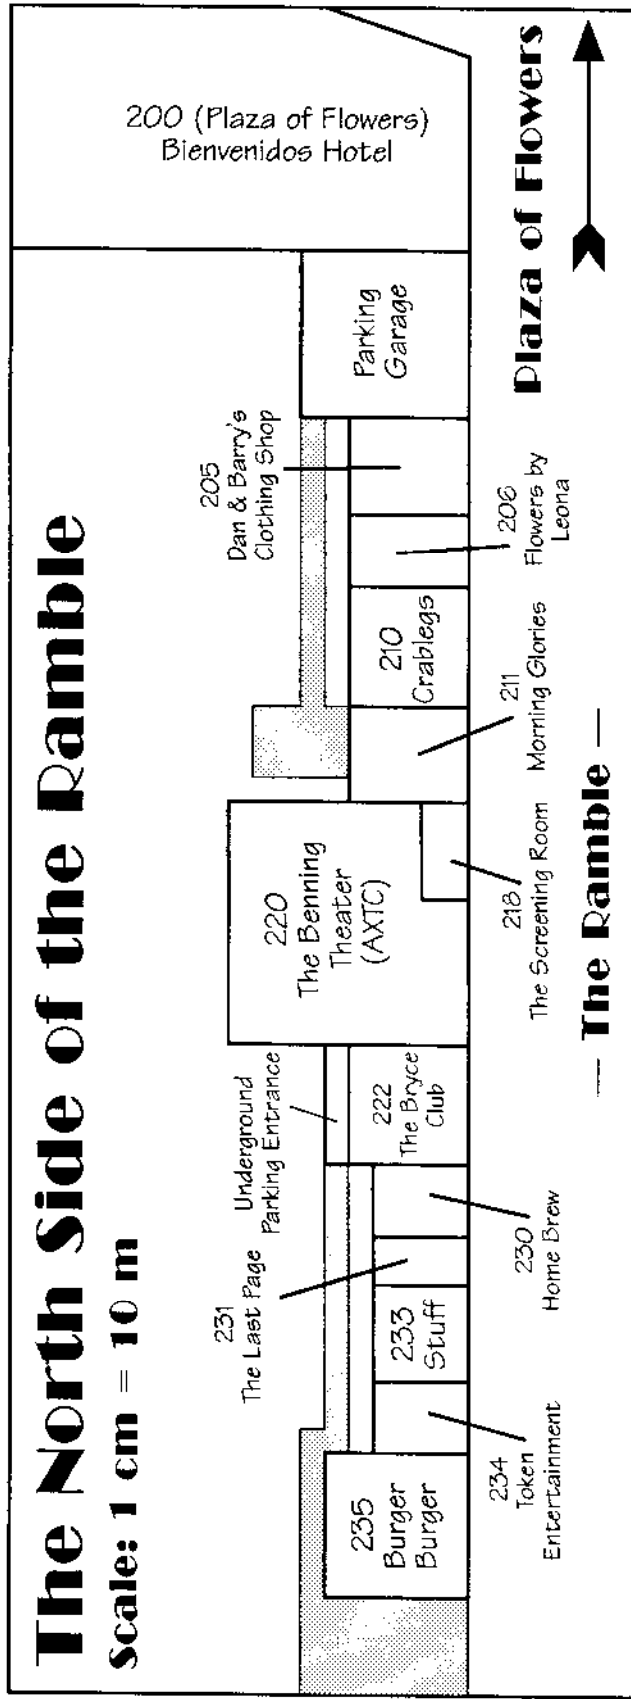 The North Side of the Ramble
Scale: 1 cm = 10 m
235
Burger
Burger
234
Token
Entertainment
233
Stuff
231
The Last Page
230
Home Brew
Underground
Parking Entrance
222
The Bryce
Club
220
The Benning
Theater
(AXTC)
218
The Screening Room
211
Morning Glories
210
Crablegs
206
Flowers by
Leona
205
Dan & Barry's
Clothing Shop
Parking
Garage
200 (Plaza of Flowers)
Bienvenidos Hotel
— The Ramble —
Plaza of Flowers